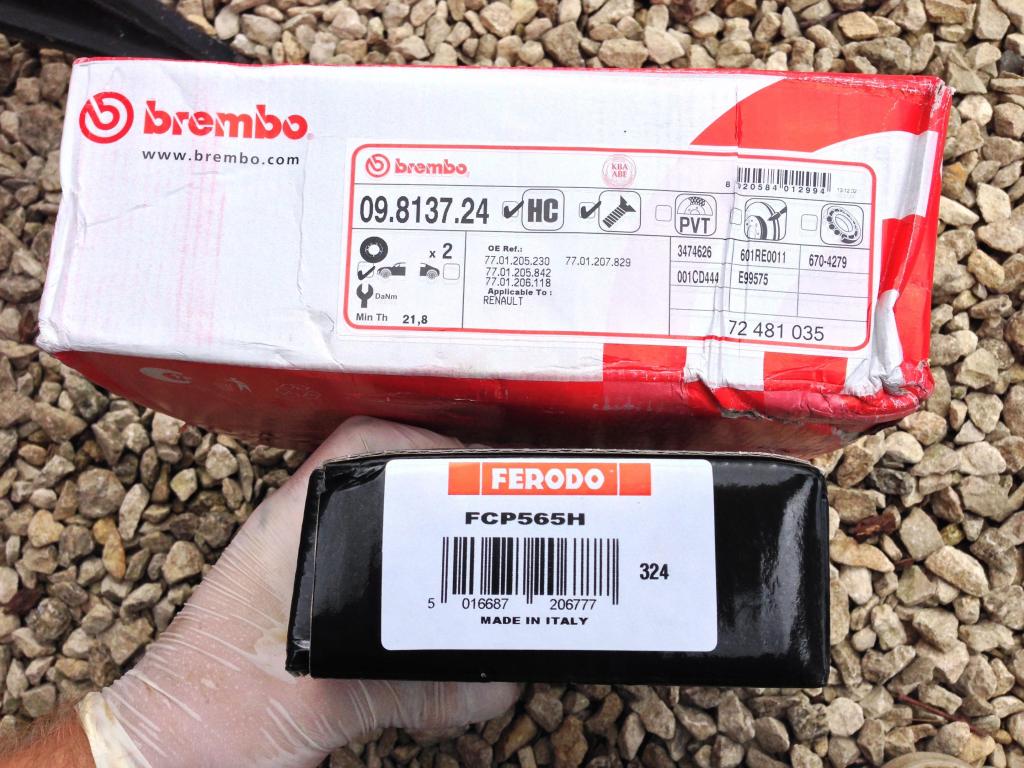 brembo
www.brembo.com
brembo
KBA
ABE
8 020584 012994
09.8137.24
HC
PVT
x 2
DaNm
Min Th 21,8
OE Ref.:
77.01.205.230 77.01.207.829
77.01.205.842
77.01.206.118
Applicable To :
RENAULT
3474626 601RE0011 670-4279
001CD444 E99575
72 481 035
FERODO
FCP565H
324
5 016687 206777
MADE IN ITALY